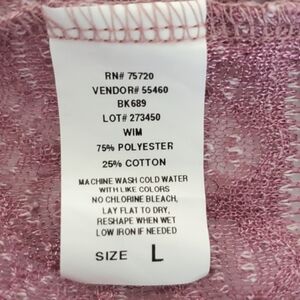 RN# 75720
VENDOR# 55460
BK689
LOT# 273450
WIM
75% POLYESTER
25% COTTON
MACHINE WASH COLD WATER
WITH LIKE COLORS
NO CHLORINE BLEACH,
LAY FLAT TO DRY,
RESHAPE WHEN WET
LOW IRON IF NEEDED
SIZE L